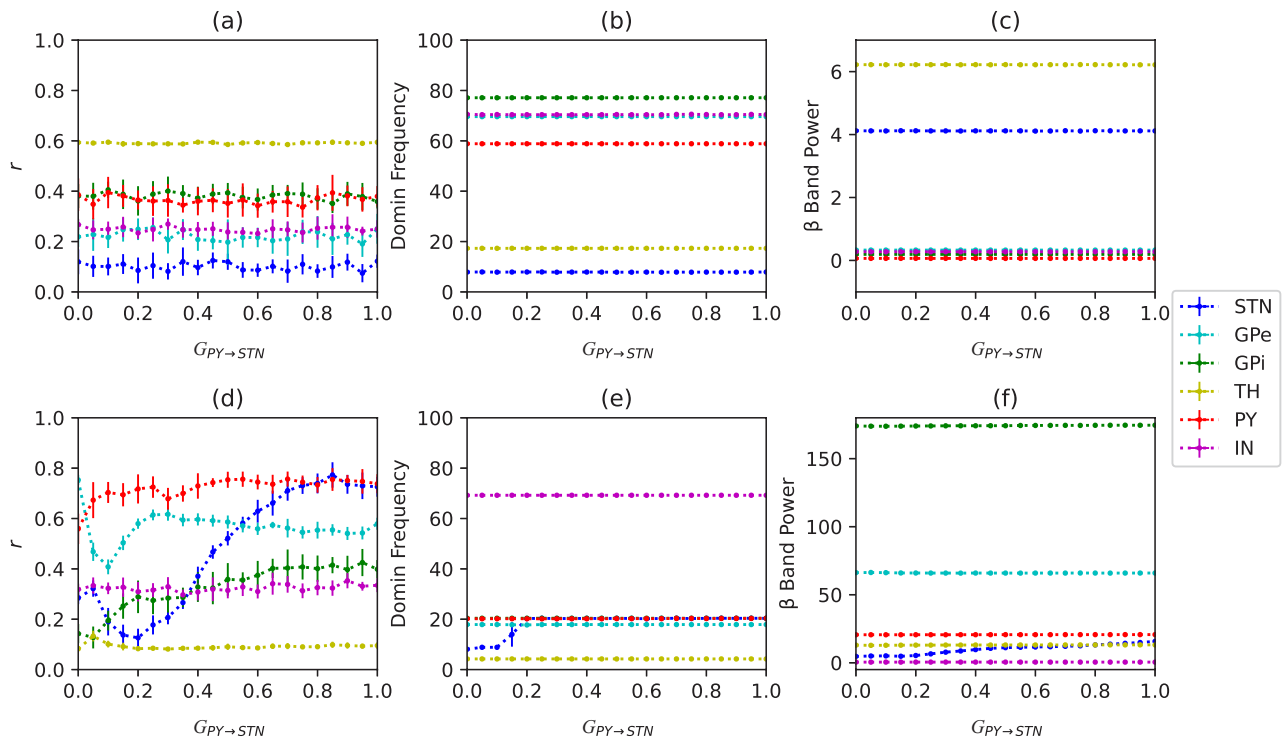 (a)
1.0
0.8
0.6
0.4
0.2
0.0
r
0.0 0.2 0.4 0.6 0.8 1.0
G_{PY→STN}
(b)
100
80
60
40
20
0
Domin Frequency
0.0 0.2 0.4 0.6 0.8 1.0
G_{PY→STN}
(c)
6
4
2
0
β Band Power
0.0 0.2 0.4 0.6 0.8 1.0
G_{PY→STN}
STN
GPe
GPi
TH
PY
IN
(d)
1.0
0.8
0.6
0.4
0.2
0.0
r
0.0 0.2 0.4 0.6 0.8 1.0
G_{PY→STN}
(e)
100
80
60
40
20
0
Domin Frequency
0.0 0.2 0.4 0.6 0.8 1.0
G_{PY→STN}
(f)
150
100
50
0
β Band Power
0.0 0.2 0.4 0.6 0.8 1.0
G_{PY→STN}